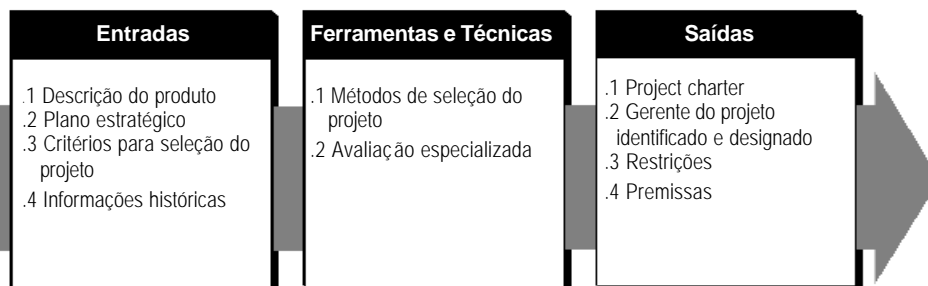 Entradas
.1 Descrição do produto
.2 Plano estratégico
.3 Critérios para seleção do
projeto
.4 Informações históricas
Ferramentas e Técnicas
.1 Métodos de seleção do
projeto
.2 Avaliação especializada
Saídas
.1 Project charter
.2 Gerente do projeto
identificado e designado
.3 Restrições
.4 Premissas